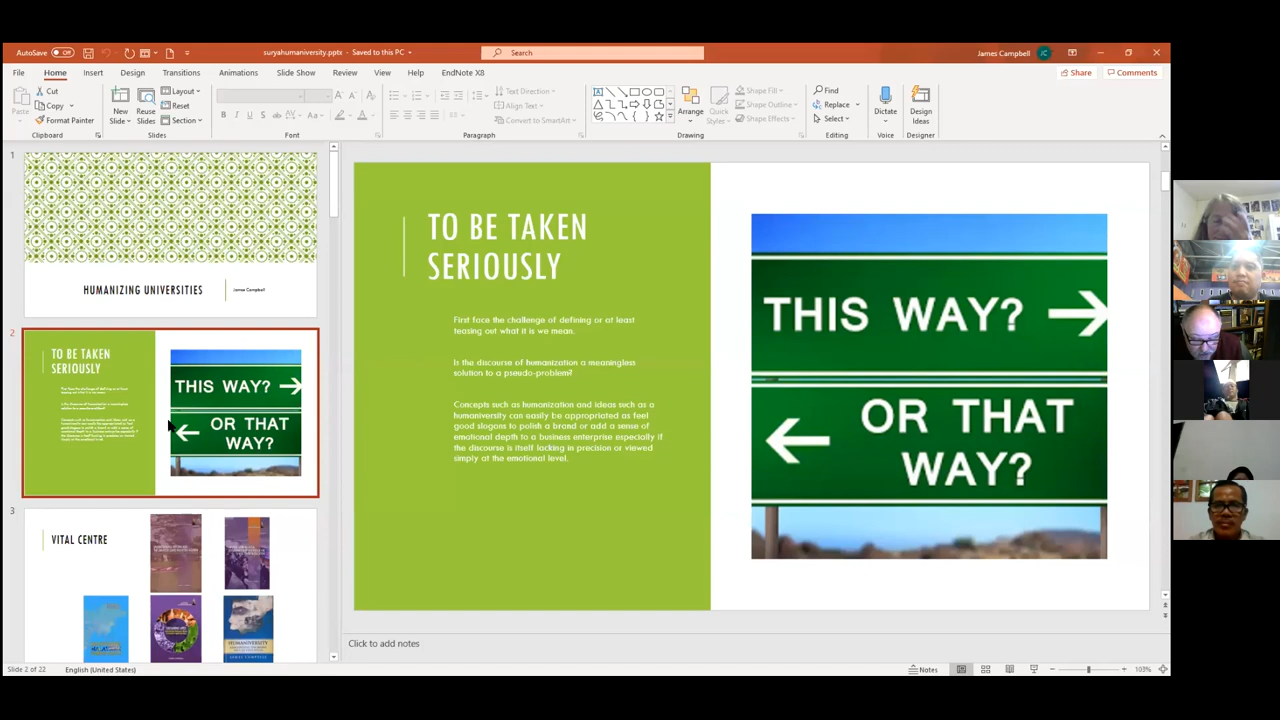 AutoSave Off
suryahumaniversity.pptx - Saved to this PC
Search
James Campbell
File Home Insert Design Transitions Animations Slide Show Review View Help EndNote X8
Share Comments
Paste
Cut
Copy
Format Painter
Clipboard
New Slide
Reuse Slides
Layout
Reset
Section
Slides
Font
Text Direction
Align Text
Convert to SmartArt
Paragraph
Arrange
Quick Styles
Shape Fill
Shape Outline
Shape Effects
Drawing
Find
Replace
Select
Editing
Dictate
Voice
Design Ideas
Designer
1
HUMANIZING UNIVERSITIES
James Campbell
2
TO BE TAKEN
SERIOUSLY
THIS WAY?
OR THAT
WAY?
3
VITAL CENTRE
HUMANIVERSITY
TO BE TAKEN
SERIOUSLY
First face the challenge of defining or at least
teasing out what it is we mean.
Is the discourse of humanization a meaningless
solution to a pseudo-problem?
Concepts such as humanization and ideas such as a
humaniversity can easily be appropriated as feel
good slogans to polish a brand or add a sense of
emotional depth to a business enterprise especially if
the discourse is itself lacking in precision or viewed
simply at the emotional level.
THIS WAY?
OR THAT
WAY?
Click to add notes
Slide 2 of 22 English (United States)
Notes
103%